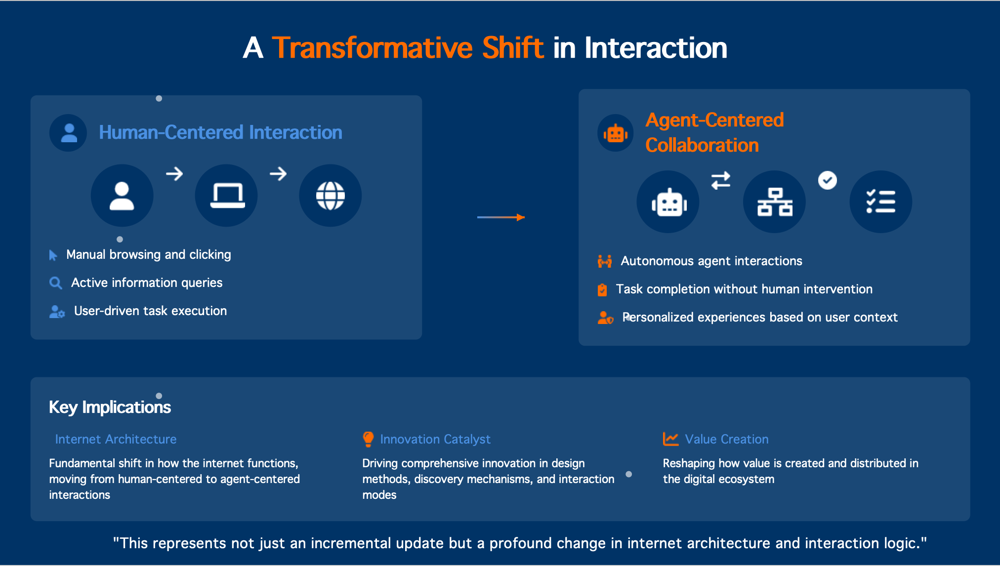 A Transformative Shift in Interaction
Human-Centered Interaction
Manual browsing and clicking
Active information queries
User-driven task execution
Agent-Centered
Collaboration
Autonomous agent interactions
Task completion without human intervention
Personalized experiences based on user context
Key Implications
Internet Architecture
Fundamental shift in how the internet functions,
moving from human-centered to agent-centered
interactions
Innovation Catalyst
Driving comprehensive innovation in design
methods, discovery mechanisms, and interaction
modes
Value Creation
Reshaping how value is created and distributed in
the digital ecosystem
"This represents not just an incremental update but a profound change in internet architecture and interaction logic."